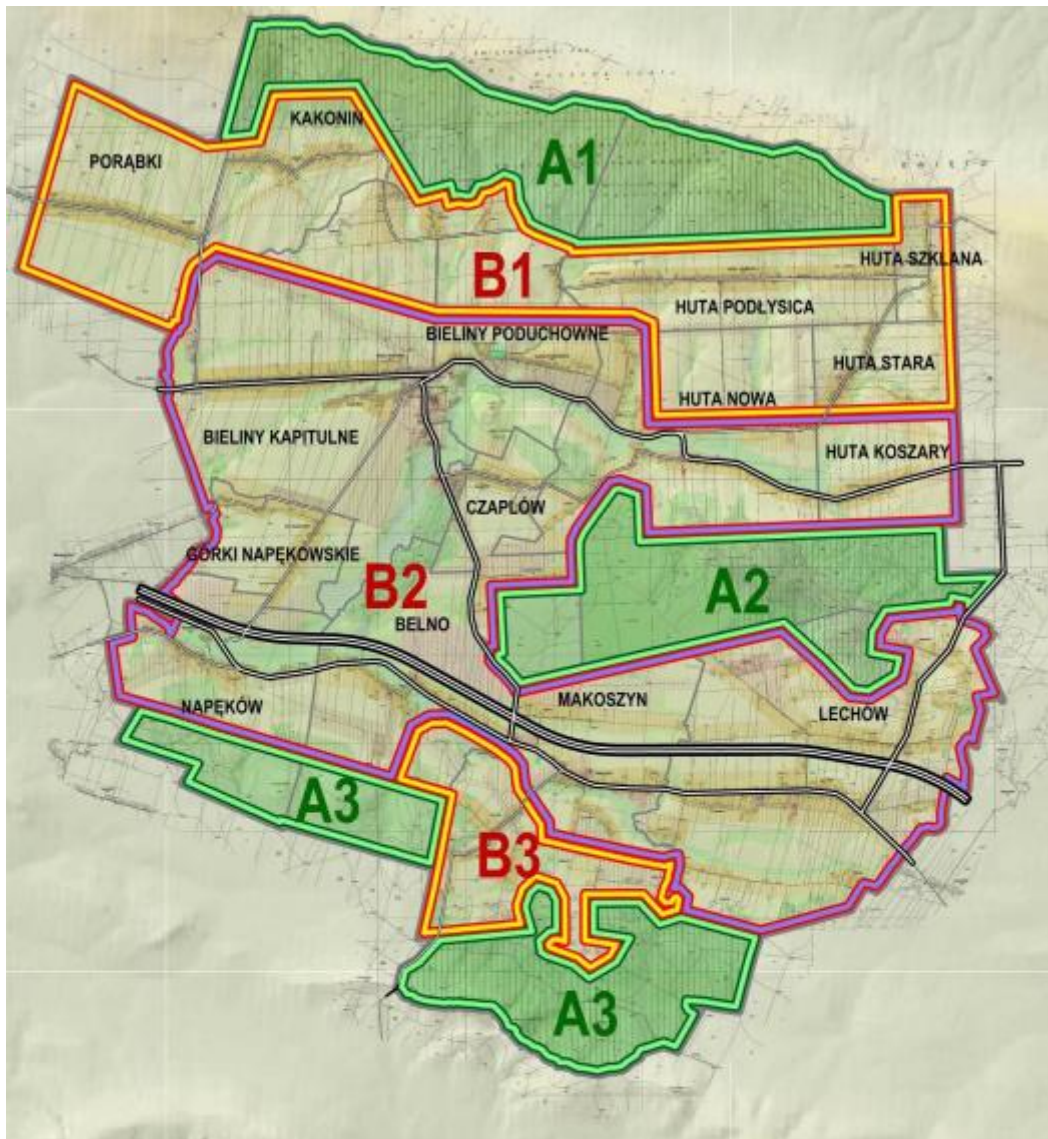 KAKONIN
PORĄBKI
A1
HUTA SZKLANA
B1
HUTA PODŁYSICA
BIELINY PODUCHOWNE
HUTA STARA
HUTA NOWA
BIELINY KAPITULNE
HUTA KOSZARY
CZAPLÓW
GÓRKI NAPĘKOWSKIE
B2
A2
BELNO
MAKOSZYN
NAPĘKÓW
LECHÓW
A3
B3
A3